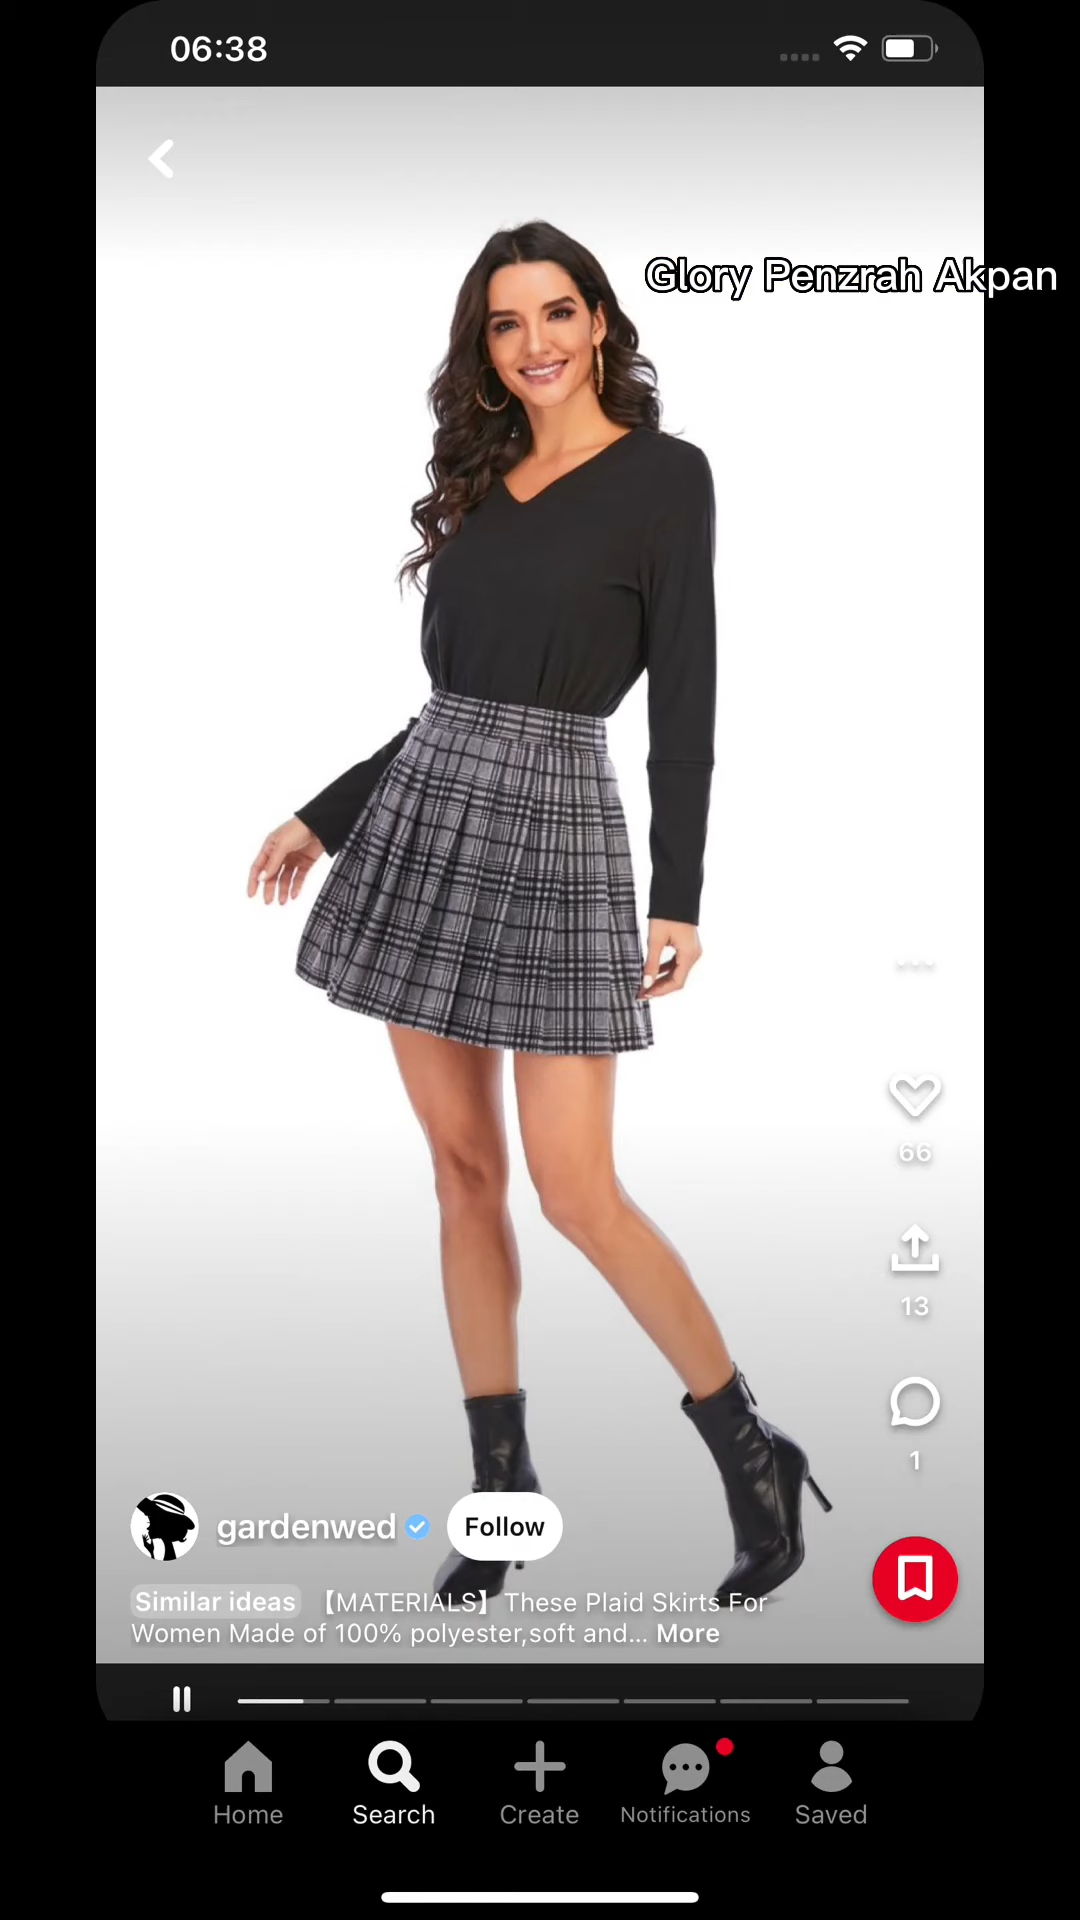 06:38
Glory Penzrah Akpan
66
13
1
gardenwed
Follow
Similar ideas 【MATERIALS】These Plaid Skirts For
Women Made of 100% polyester,soft and... More
Home
Search
Create
Notifications
Saved